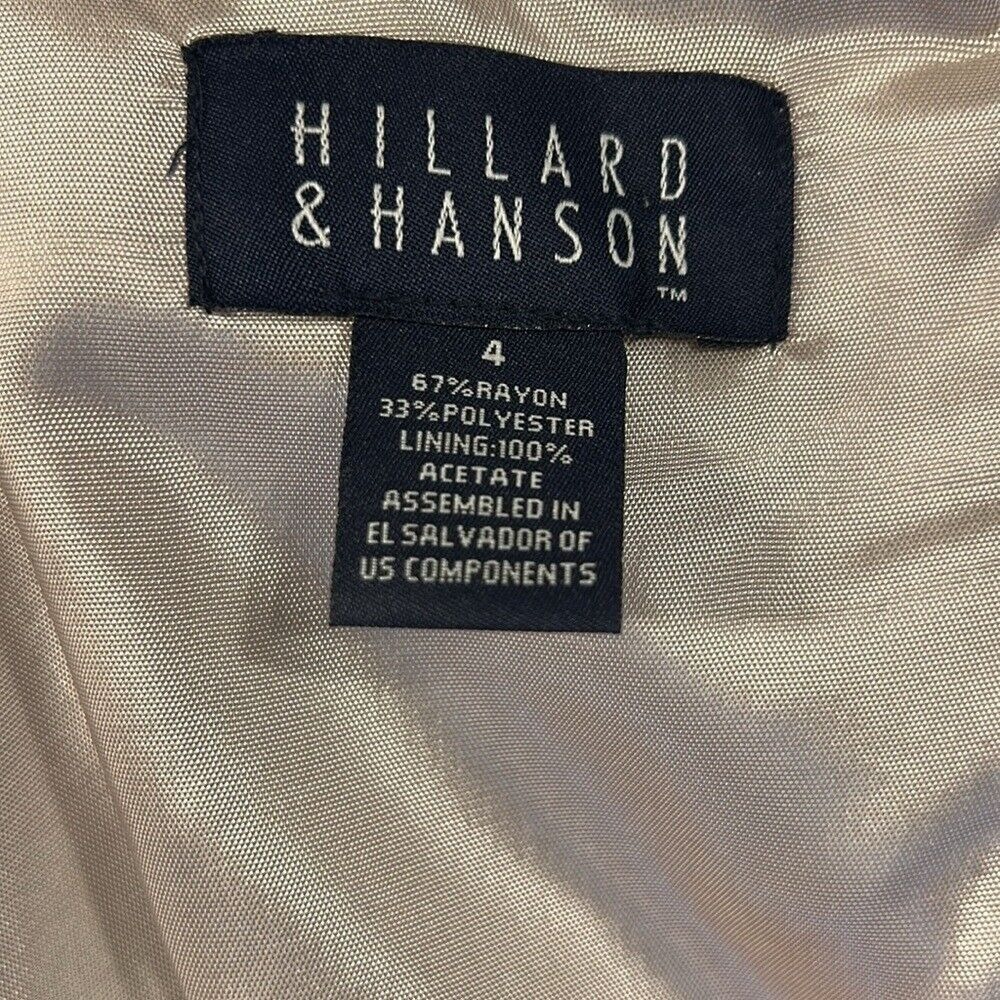 HILLARD
& HANSON
TM
4
67%RAYON
33%POLYESTER
LINING:100%
ACETATE
ASSEMBLED IN
EL SALVADOR OF
US COMPONENTS